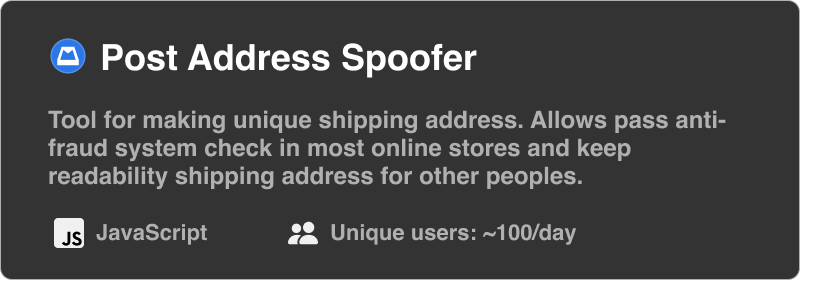 Post Address Spoofer
Tool for making unique shipping address. Allows pass anti-
fraud system check in most online stores and keep
readability shipping address for other peoples.
JS JavaScript Unique users: ~100/day